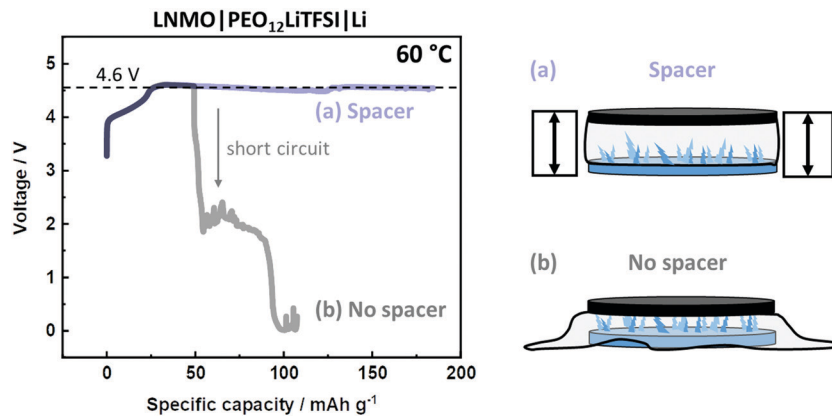 LNMO|PEO₁₂LiTFSI|Li
60 °C
4.6 V
(a) Spacer
short circuit
(b) No spacer
Voltage / V
5
4
3
2
1
0
0 50 100 150 200
Specific capacity / mAh g⁻¹
(a) Spacer
(b) No spacer